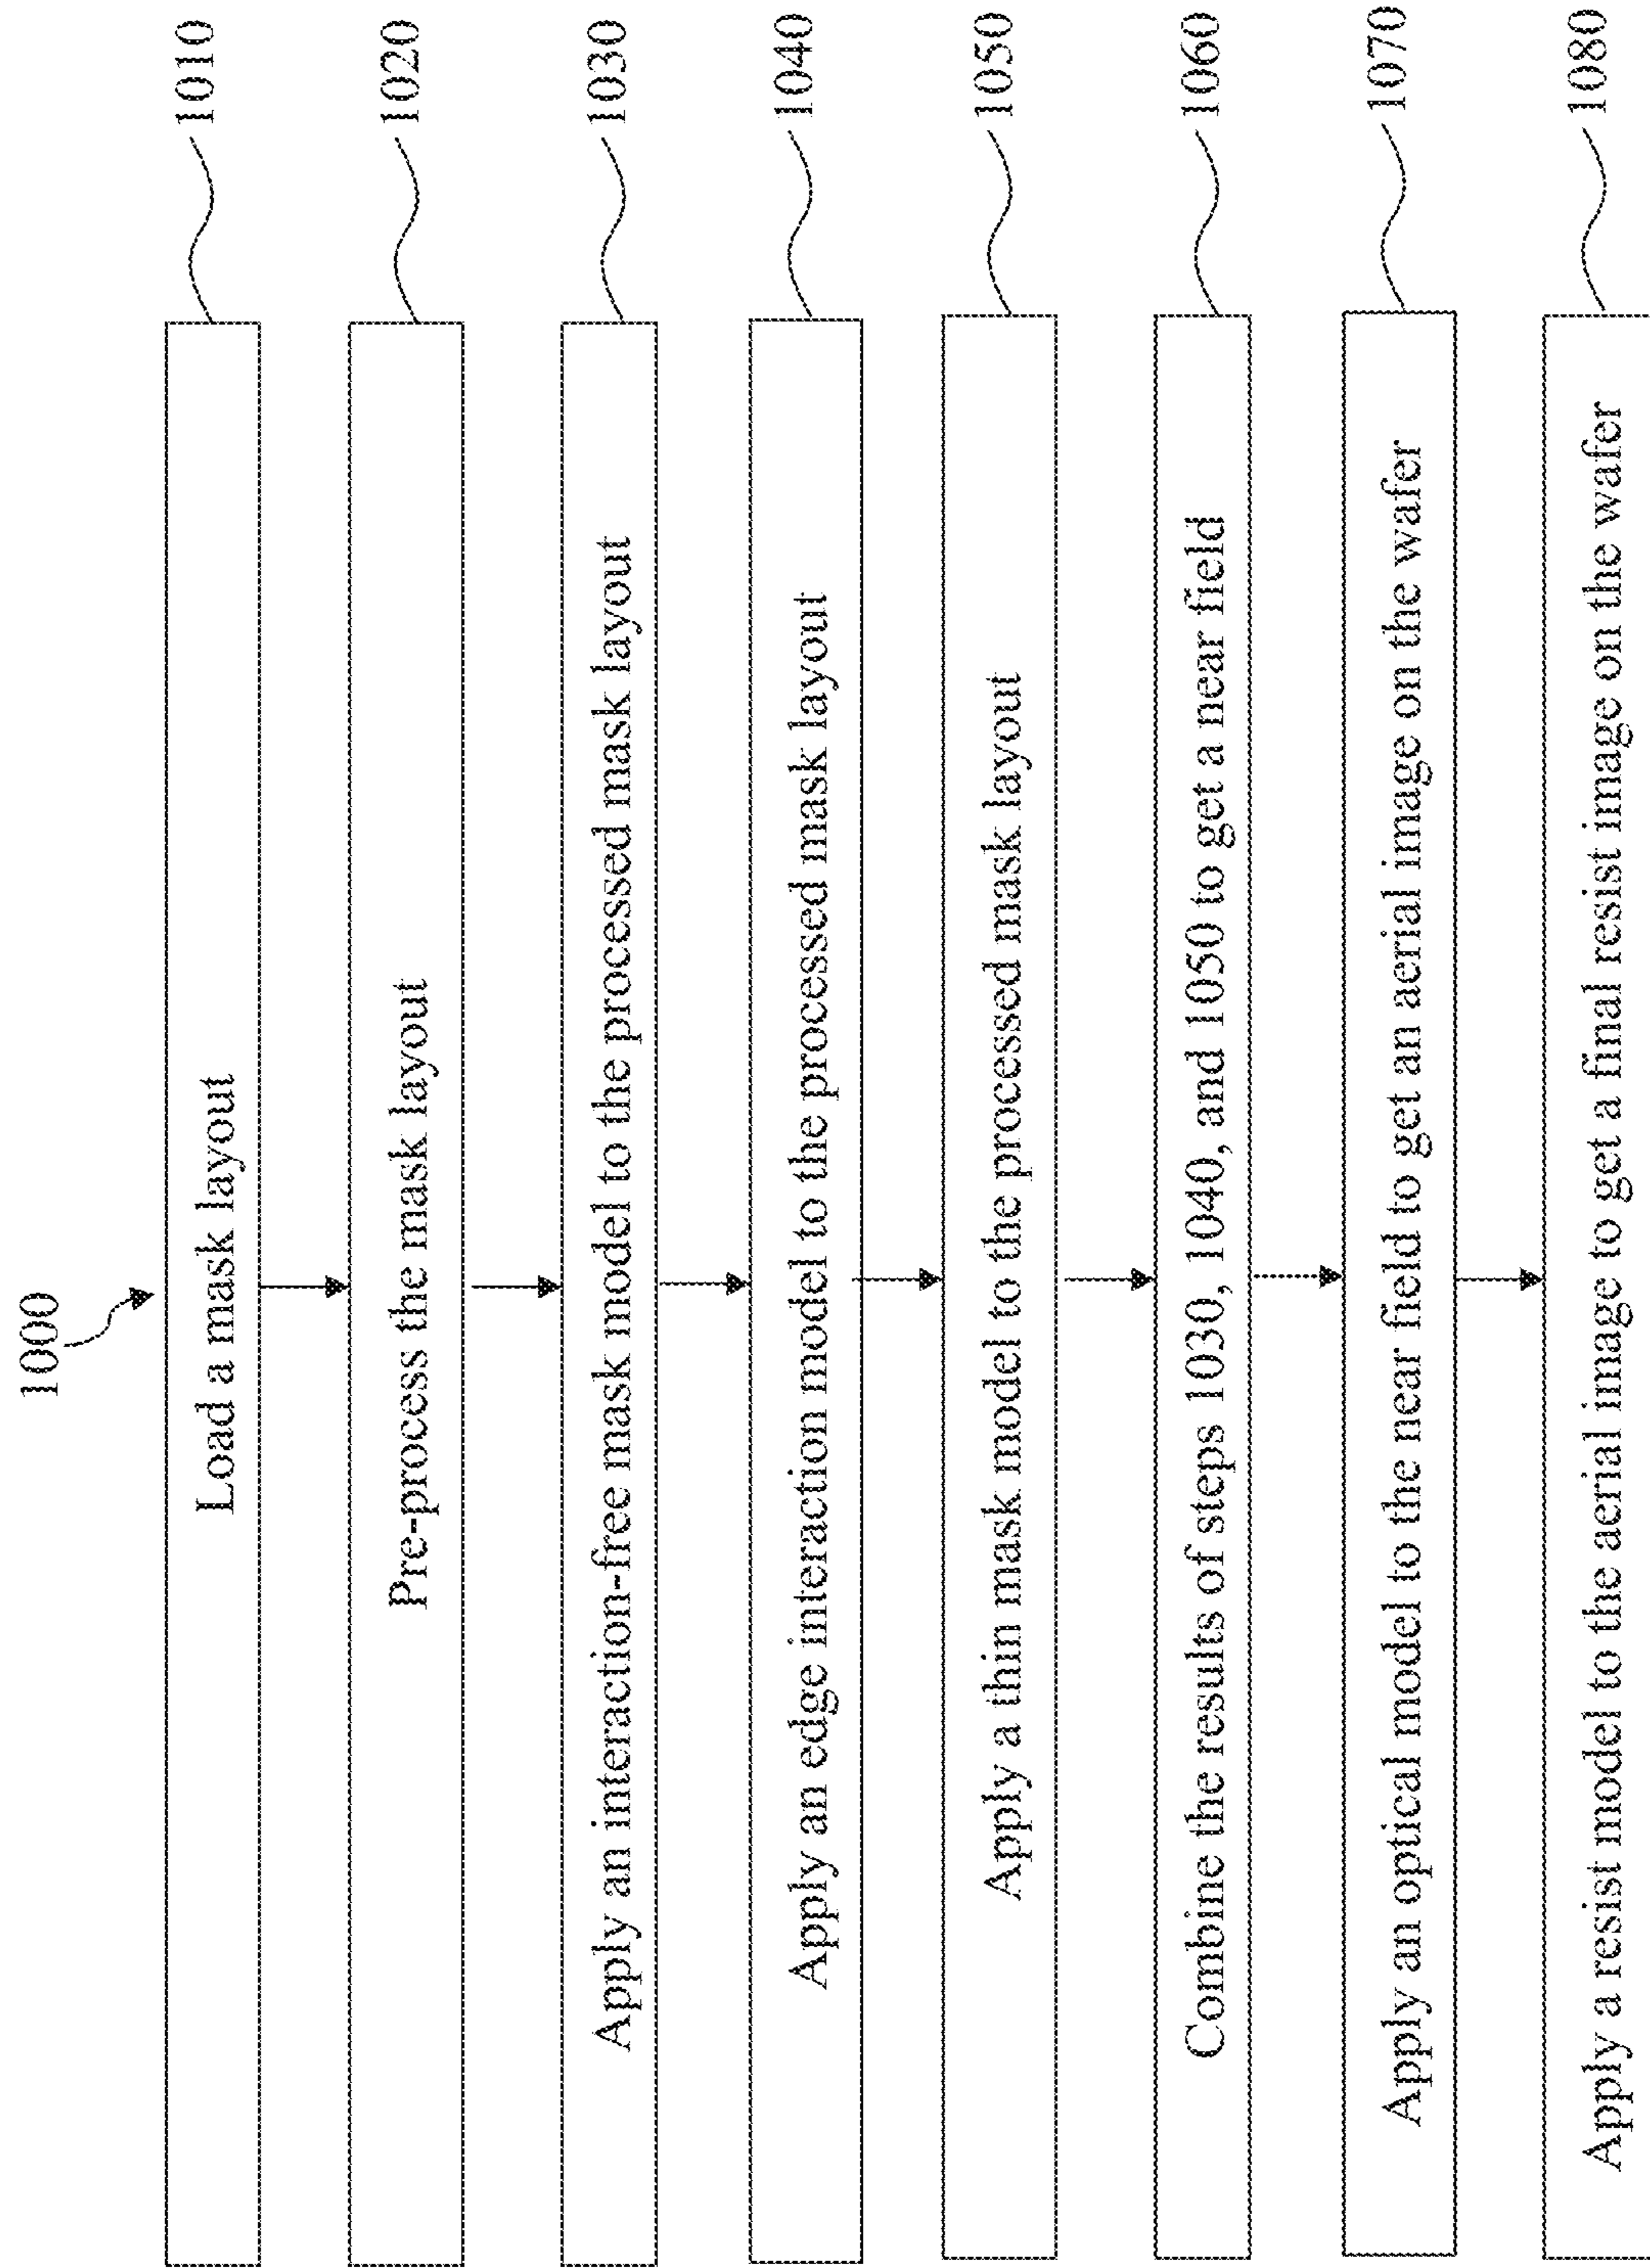 1000
Load a mask layout
1010
Pre-process the mask layout
1020
Apply an interaction-free mask model to the processed mask layout
1030
Apply an edge interaction model to the processed mask layout
1040
Apply a thin mask model to the processed mask layout
1050
Combine the results of steps 1030, 1040, and 1050 to get a near field
1060
Apply an optical model to the near field to get an aerial image on the wafer
1070
Apply a resist model to the aerial image to get a final resist image on the wafer
1080